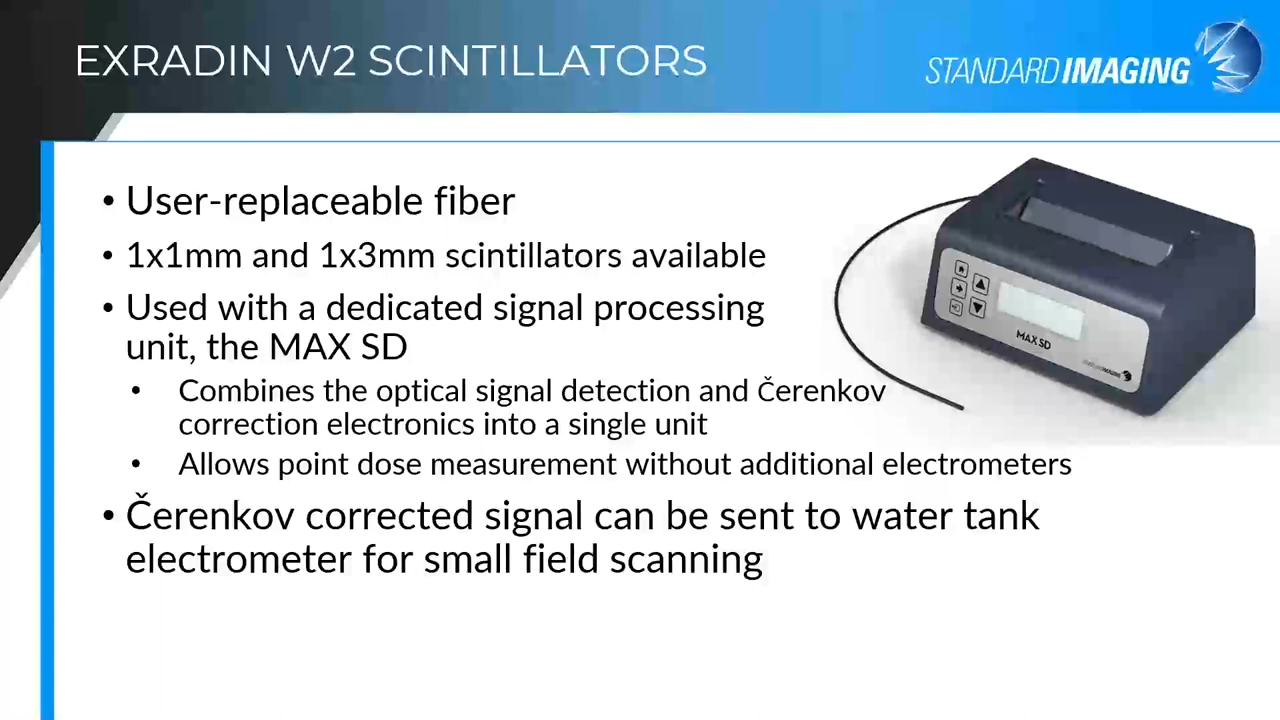 EXRADIN W2 SCINTILLATORS
STANDARD IMAGING
• User-replaceable fiber
• 1x1mm and 1x3mm scintillators available
• Used with a dedicated signal processing
unit, the MAX SD
• Combines the optical signal detection and Čerenkov
correction electronics into a single unit
• Allows point dose measurement without additional electrometers
• Čerenkov corrected signal can be sent to water tank
electrometer for small field scanning
MAX SD